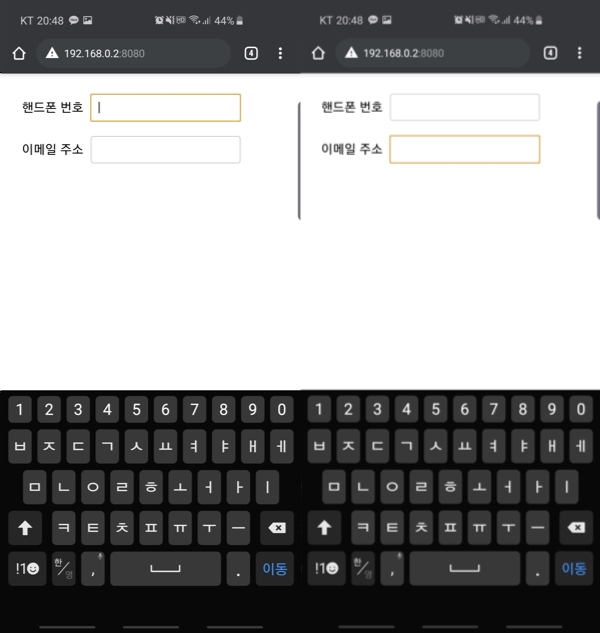 KT 20:48 44%
192.168.0.2:8080 4
핸드폰 번호
이메일 주소
1 2 3 4 5 6 7 8 9 0
ㅂ ㅈ ㄷ ㄱ ㅅ ㅛ ㅕ ㅑ ㅐ ㅔ
ㅁ ㄴ ㅇ ㄹ ㅎ ㅗ ㅓ ㅏ ㅣ
ㅋ ㅌ ㅊ ㅍ ㅠ ㅜ ㅡ
!1 한/영 , . 이동
KT 20:48 44%
192.168.0.2:8080 4
핸드폰 번호
이메일 주소
1 2 3 4 5 6 7 8 9 0
ㅂ ㅈ ㄷ ㄱ ㅅ ㅛ ㅕ ㅑ ㅐ ㅔ
ㅁ ㄴ ㅇ ㄹ ㅎ ㅗ ㅓ ㅏ ㅣ
ㅋ ㅌ ㅊ ㅍ ㅠ ㅜ ㅡ
!1 한/영 , . 이동